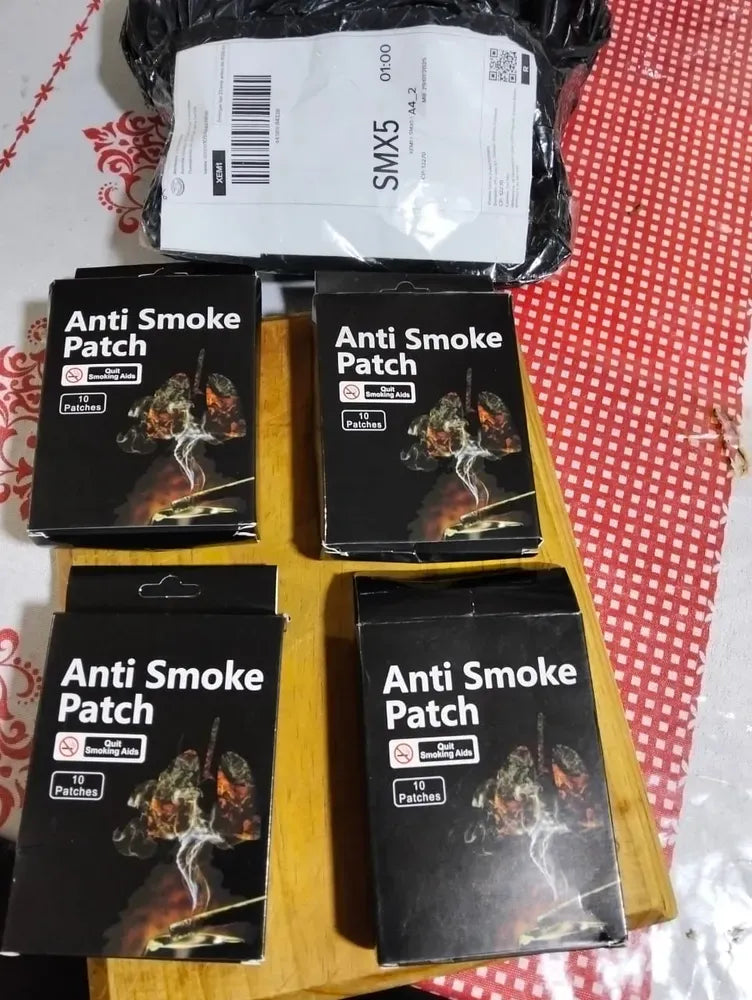 XEM1
SMX5
01:00
A4_2
R
Anti Smoke
Patch
Quit
Smoking Aids
10
Patches
Anti Smoke
Patch
Quit
Smoking Aids
10
Patches
Anti Smoke
Patch
Quit
Smoking Aids
10
Patches
Anti Smoke
Patch
Quit
Smoking Aids
10
Patches